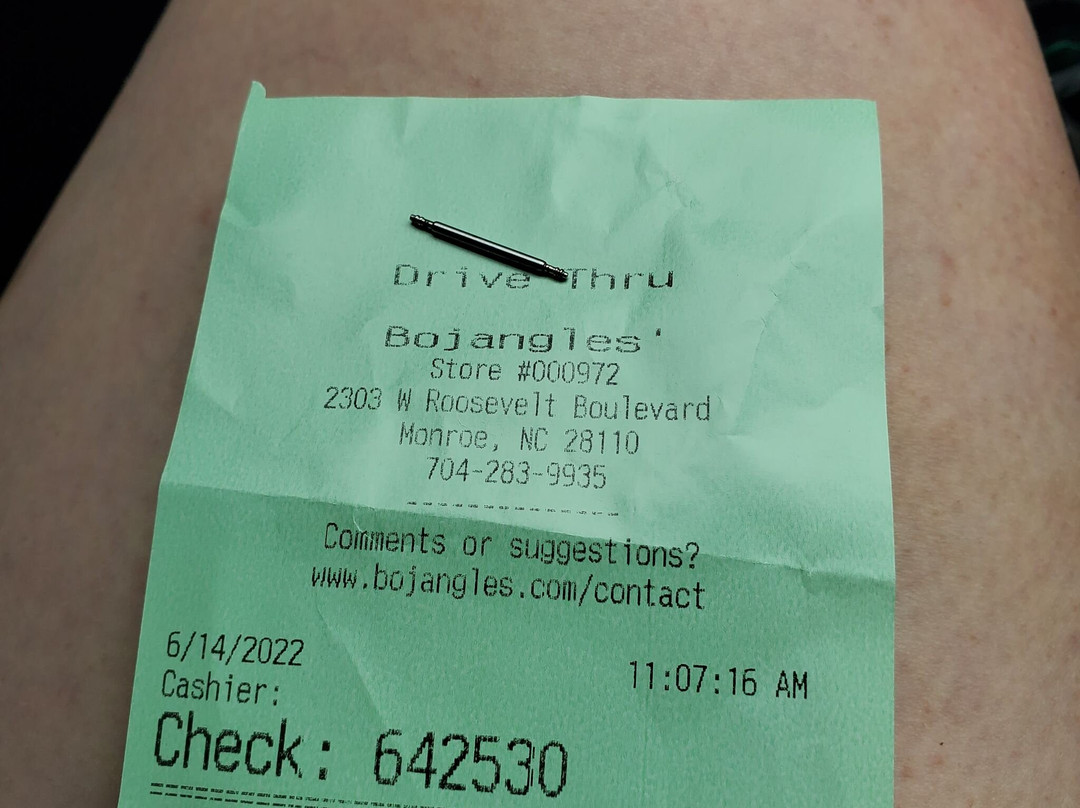 Drive Thru
Bojangles'
Store #000972
2303 W Roosevelt Boulevard
Monroe, NC 28110
704-283-9935
Comments or suggestions?
www.bojangles.com/contact
6/14/2022 11:07:16 AM
Cashier:
Check: 642530